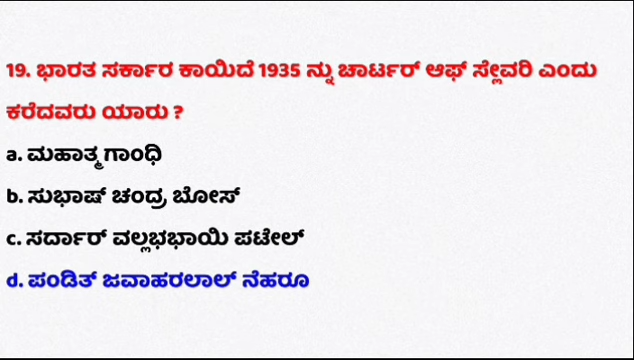 19. ಭಾರತ ಸರ್ಕಾರ ಕಾಯಿದೆ 1935 ನ್ನು ಚಾರ್ಟರ್ ಆಫ್ ಸ್ಲೇವರಿ ಎಂದು
ಕರೆದವರು ಯಾರು ?
a. ಮಹಾತ್ಮ ಗಾಂಧಿ
b. ಸುಭಾಷ್ ಚಂದ್ರ ಬೋಸ್
c. ಸರ್ದಾರ್ ವಲ್ಲಭಭಾಯಿ ಪಟೇಲ್
d. ಪಂಡಿತ್ ಜವಾಹರಲಾಲ್ ನೆಹರೂ